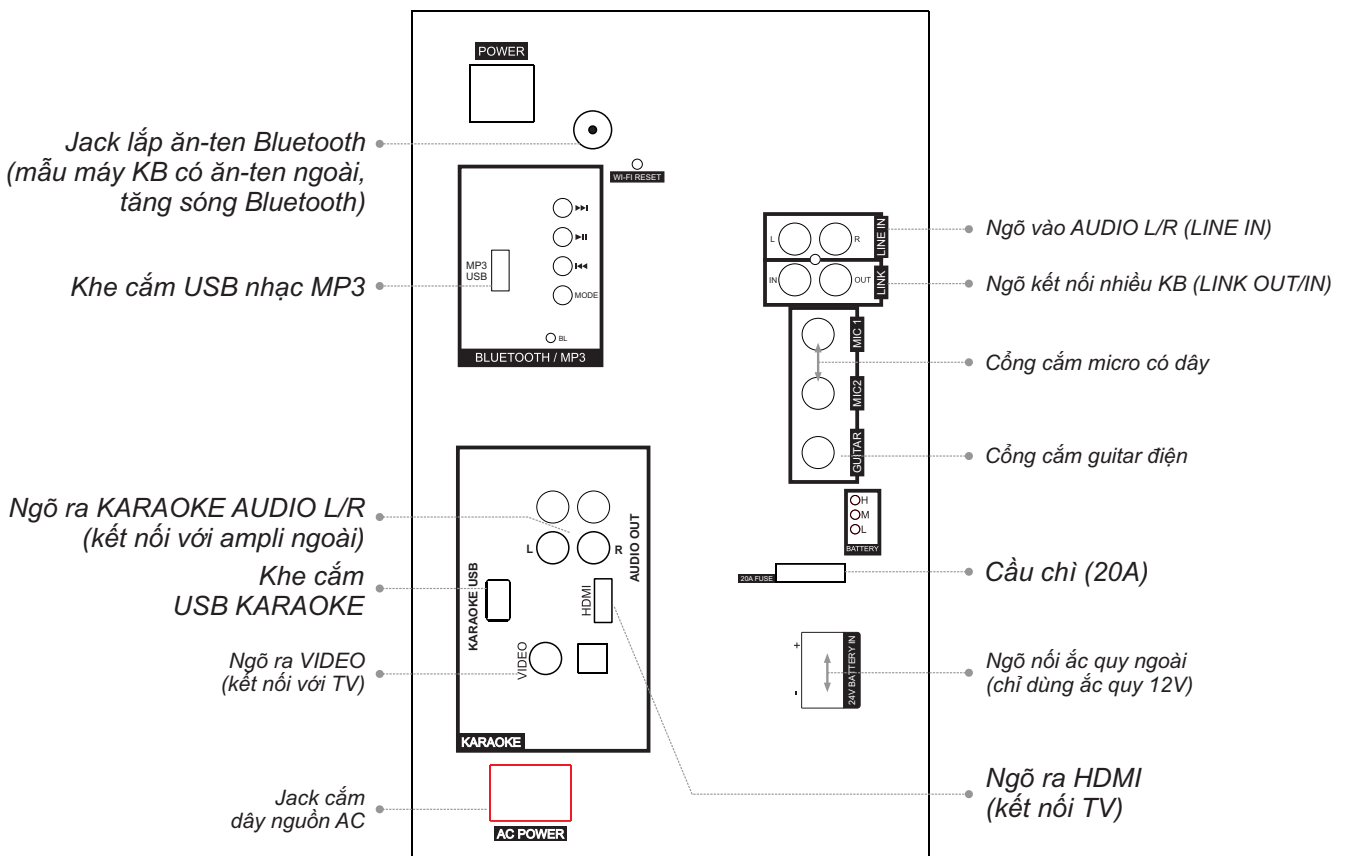 POWER
Jack lắp ăn-ten Bluetooth
(mẫu máy KB có ăn-ten ngoài,
tăng sóng Bluetooth)
WI-FI RESET
MP3
USB
MODE
BL
BLUETOOTH / MP3
Khe cắm USB nhạc MP3
L
R
LINE IN
IN
OUT
LINK
MIC 1
MIC2
GUITAR
Ngõ vào AUDIO L/R (LINE IN)
Ngõ kết nối nhiều KB (LINK OUT/IN)
Cổng cắm micro có dây
Cổng cắm guitar điện
H
M
L
BATTERY
20A FUSE
Cầu chì (20A)
Ngõ ra KARAOKE AUDIO L/R
(kết nối với ampli ngoài)
Khe cắm
USB KARAOKE
Ngõ ra VIDEO
(kết nối với TV)
L
R
AUDIO OUT
KARAOKE USB
HDMI
VIDEO
KARAOKE
+
-
24V BATTERY IN
Ngõ nối ắc quy ngoài
(chỉ dùng ắc quy 12V)
Ngõ ra HDMI
(kết nối TV)
Jack cắm
dây nguồn AC
AC POWER